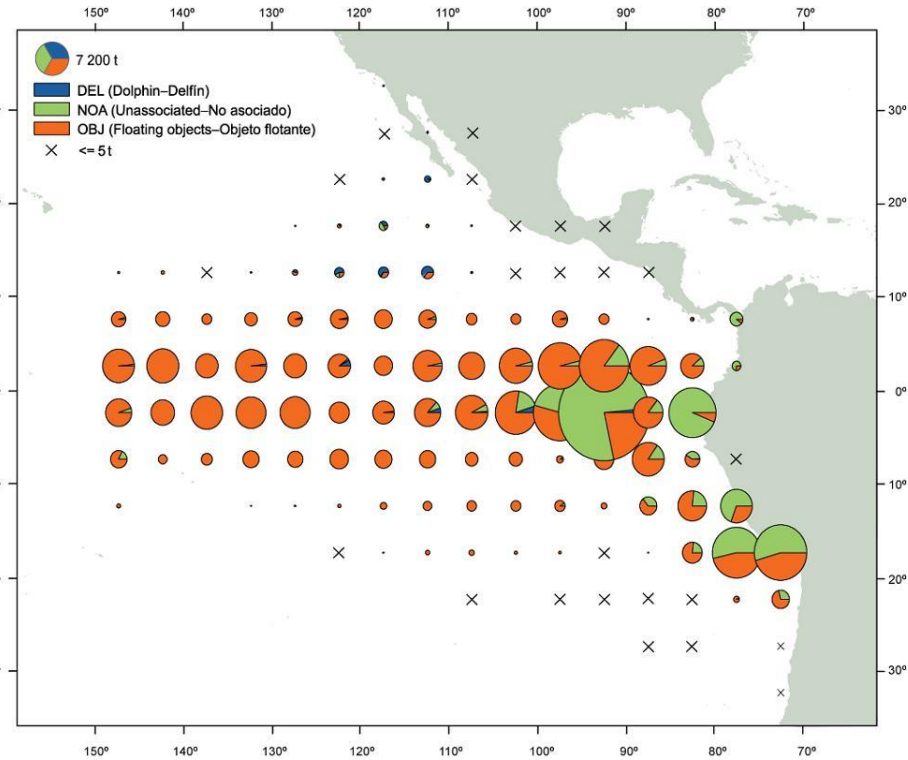 150º 140º 130º 120º 110º 100º 90º 80º 70º
7 200 t
DEL (Dolphin–Delfín)
NOA (Unassociated–No asociado)
OBJ (Floating objects–Objeto flotante)
<= 5 t
30º
20º
10º
0º
10º
20º
30º
150º 140º 130º 120º 110º 100º 90º 80º 70º